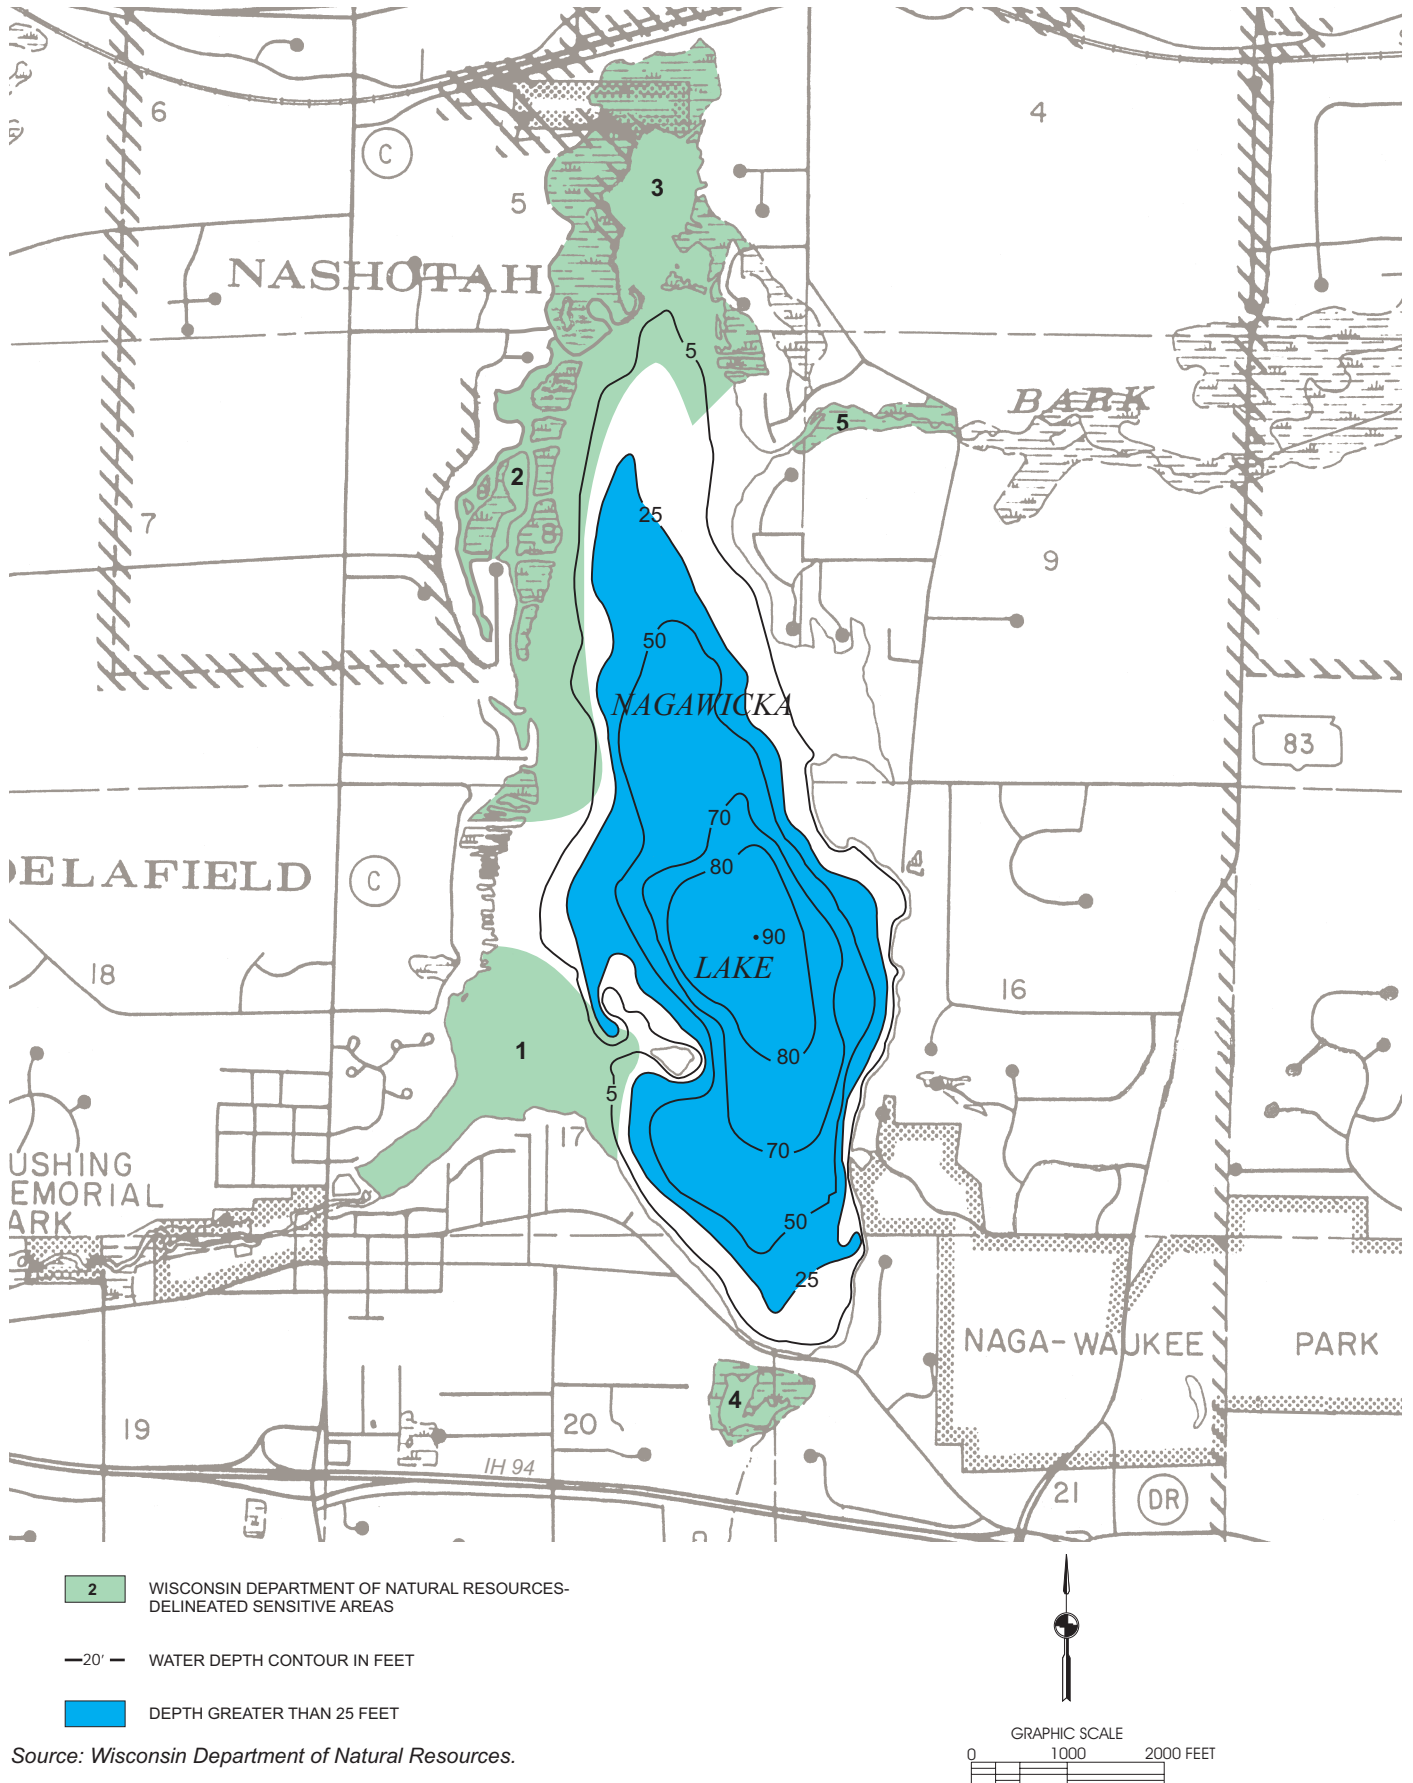 6
C
4
3
5
NASHOTAH
5
BARK
5
2
25
7
8
9
50
NAGAWICKA
83
70
DELAFIELD
C
80
90
LAKE
18
16
1
80
5
17
70
USHING
EMORIAL
ARK
50
25
NAGA-WAUKEE PARK
4
19
20
IH 94
21
DR
2 WISCONSIN DEPARTMENT OF NATURAL RESOURCES-
DELINEATED SENSITIVE AREAS
20' WATER DEPTH CONTOUR IN FEET
DEPTH GREATER THAN 25 FEET
GRAPHIC SCALE
0 1000 2000 FEET
Source: Wisconsin Department of Natural Resources.